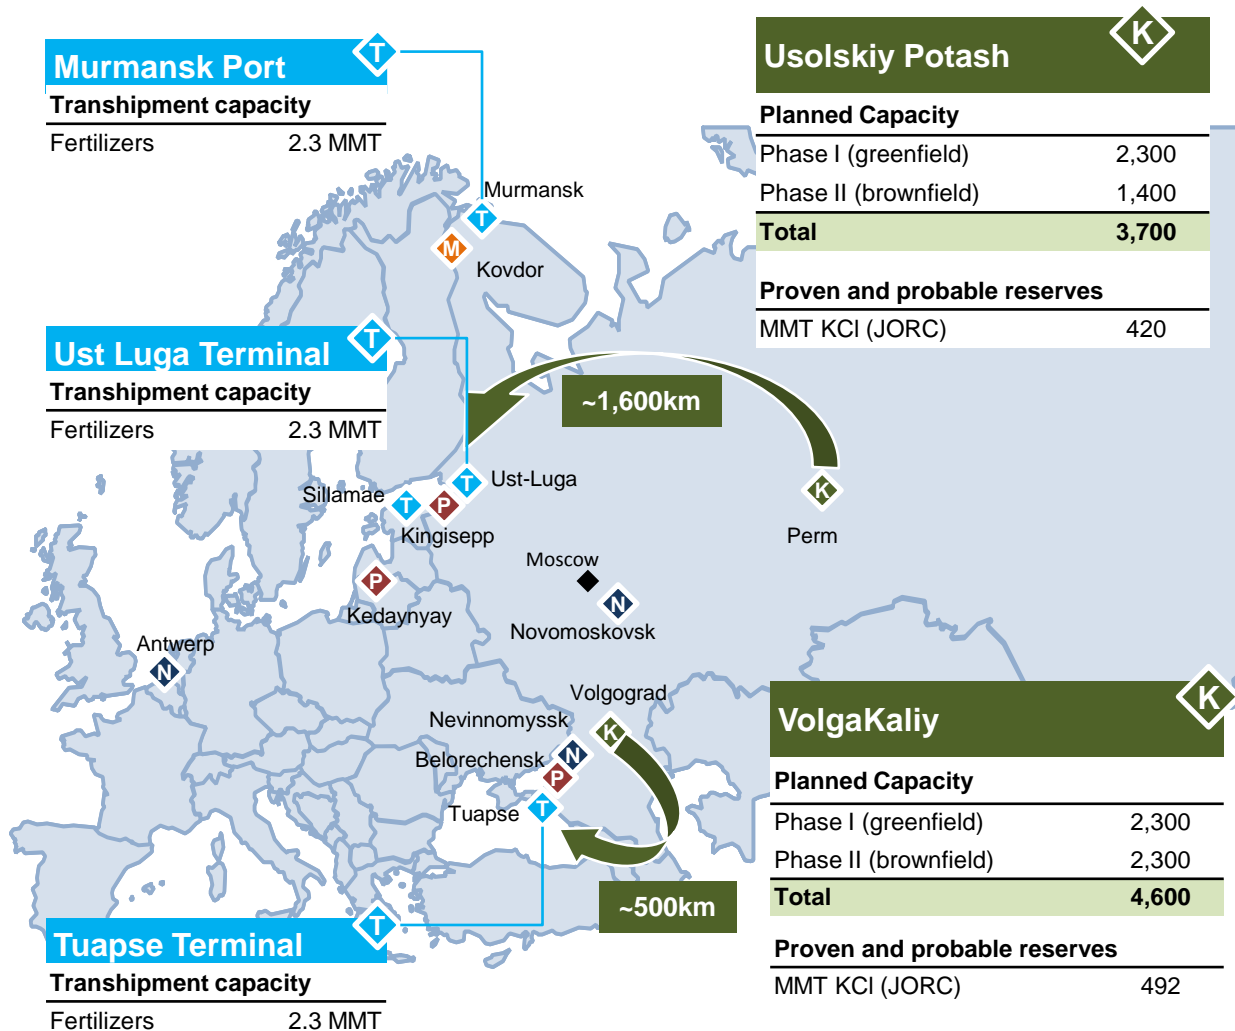 Murmansk Port T
Transhipment capacity
Fertilizers 2.3 MMT
Usolskiy Potash K
Planned Capacity
Phase I (greenfield) 2,300
Phase II (brownfield) 1,400
Total 3,700
Proven and probable reserves
MMT KCl (JORC) 420
Murmansk
T
M
Kovdor
Ust Luga Terminal T
Transhipment capacity
Fertilizers 2.3 MMT
~1,600km
Ust-Luga
T
Sillamae T
P
Kingisepp
K
Perm
Moscow
P
Kedaynyay
N
Novomoskovsk
Antwerp
N
Volgograd
K
Nevinnomyssk
N
Belorechensk
P
Tuapse T
~500km
VolgaKaliy K
Planned Capacity
Phase I (greenfield) 2,300
Phase II (brownfield) 2,300
Total 4,600
Proven and probable reserves
MMT KCl (JORC) 492
Tuapse Terminal T
Transhipment capacity
Fertilizers 2.3 MMT